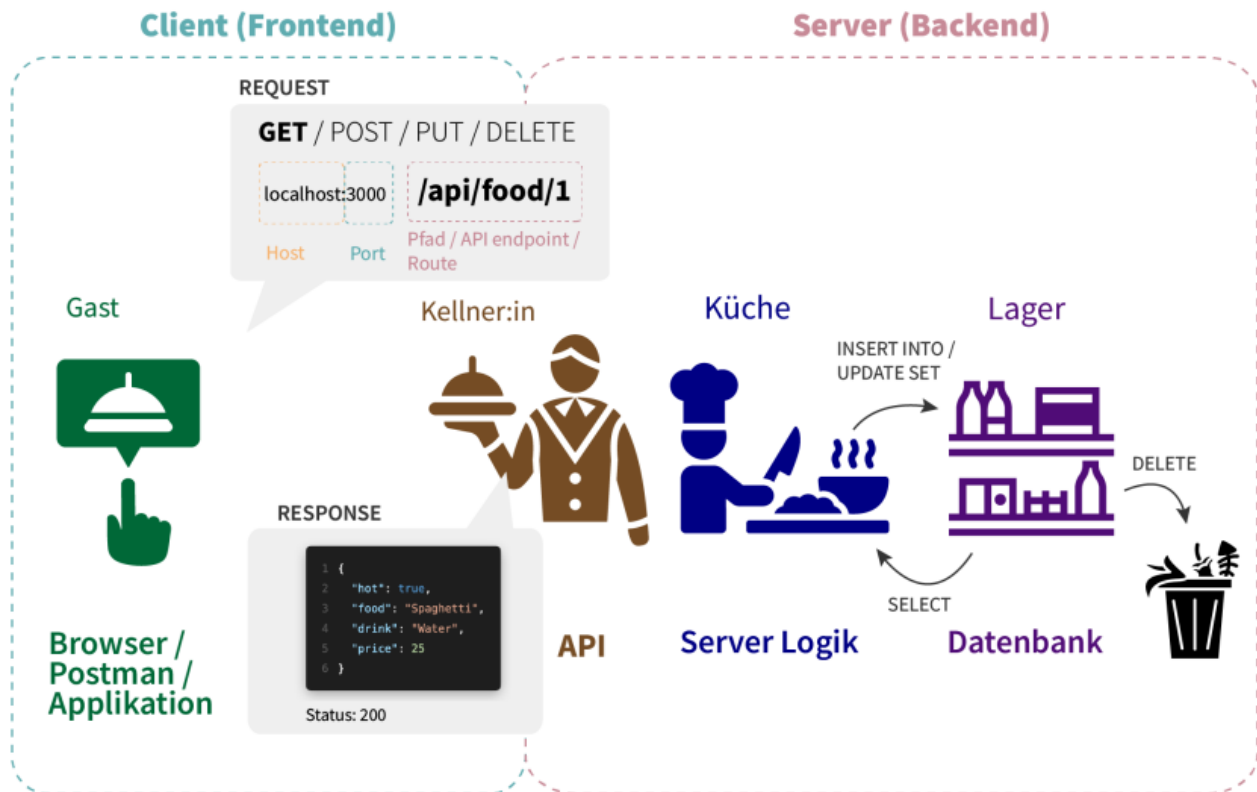 Client (Frontend)
Server (Backend)
REQUEST
GET / POST / PUT / DELETE
localhost:3000
/api/food/1
Host
Port
Pfad / API endpoint /
Route
Gast
Kellner:in
Küche
Lager
INSERT INTO /
UPDATE SET
DELETE
SELECT
RESPONSE
1 {
2 "hot": true,
3 "food": "Spaghetti",
4 "drink": "Water",
5 "price": 25
6 }
Status: 200
Browser /
Postman /
Applikation
API
Server Logik
Datenbank